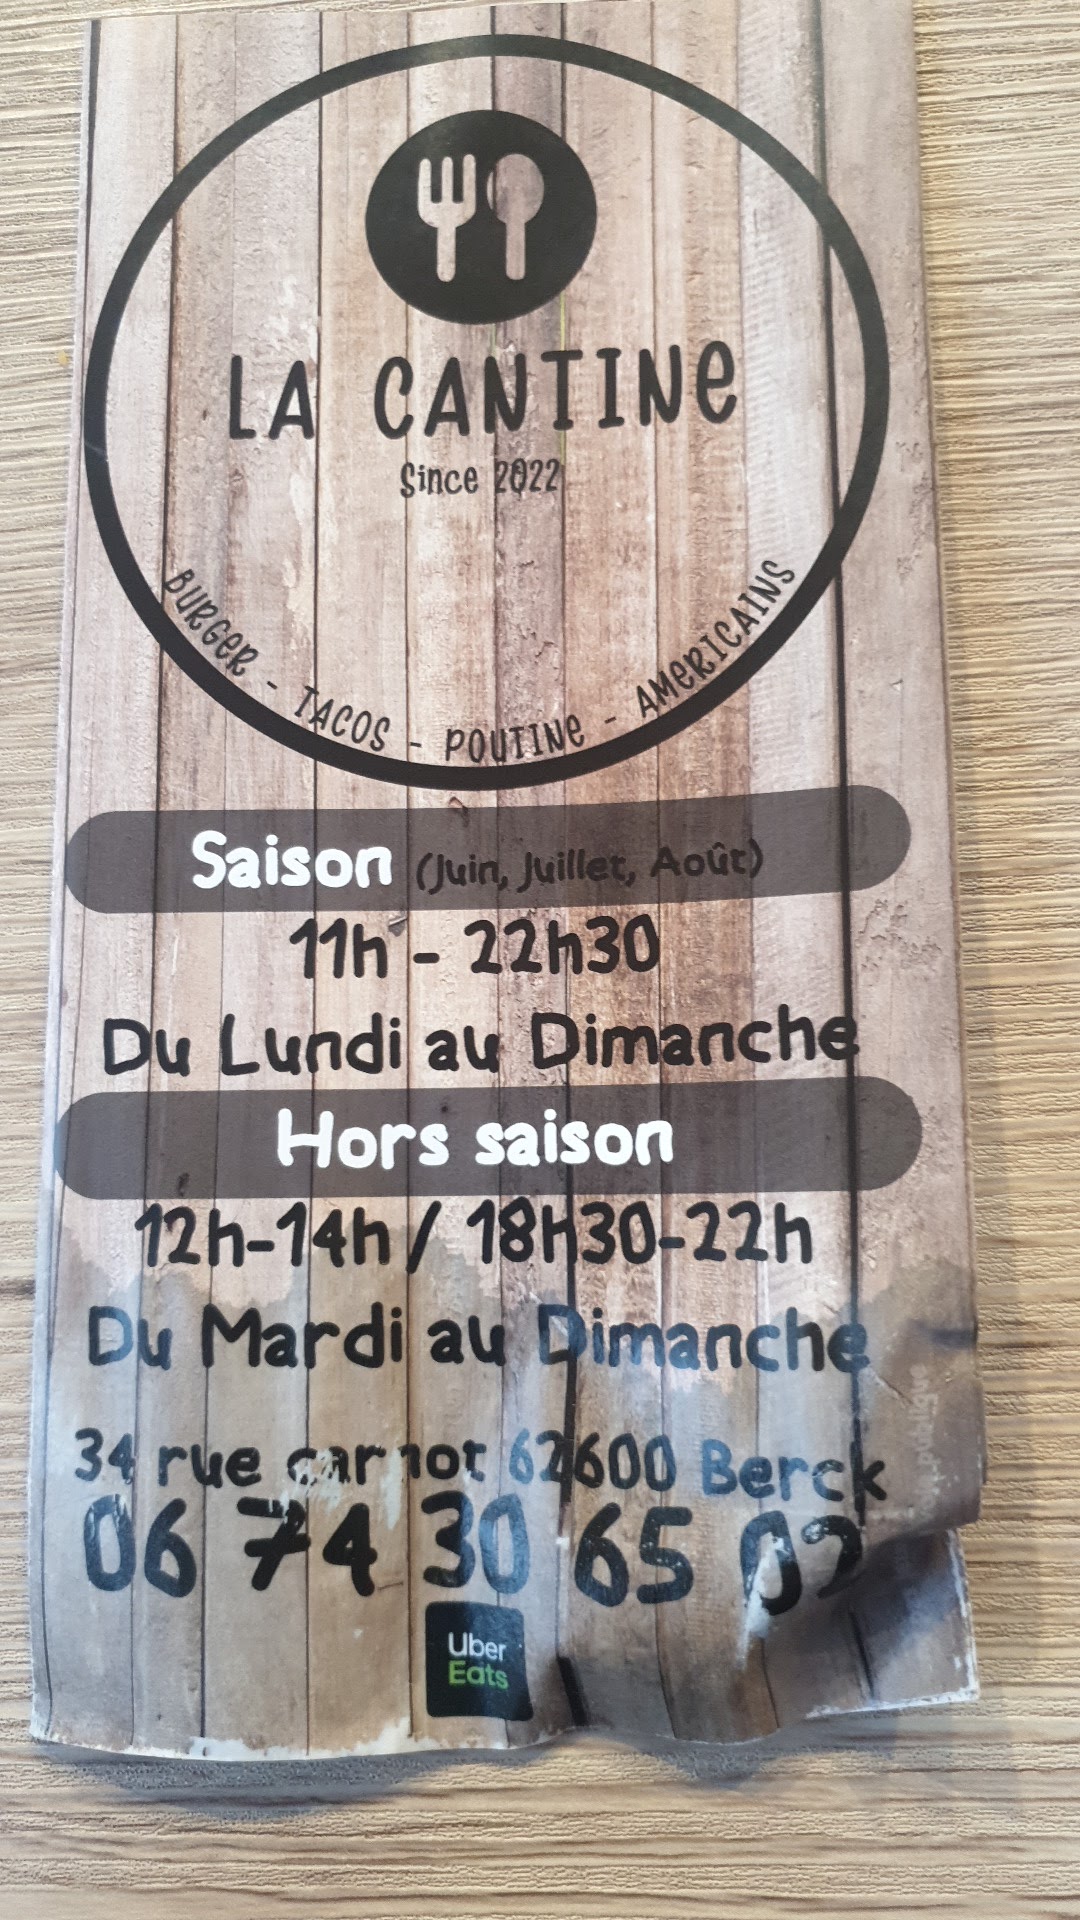 LA CANTINE
Since 2022
BURGER - TACOS - POUTINE - AMERICAINS
Saison (Juin, Juillet, Août)
11h - 22h30
Du Lundi au Dimanche
Hors saison
12h-14h / 18H30-22h
Du Mardi au Dimanche
34 rue carnot 62600 Berck
06 74 30 65 02
Uber
Eats